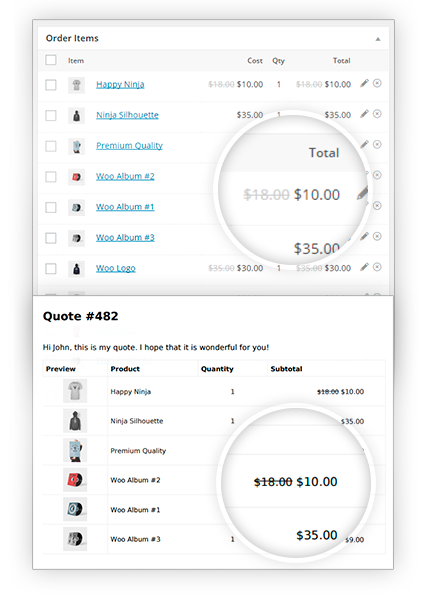 Order Items
Item Cost Qty Total
Happy Ninja $18.00 $10.00 1 $18.00 $10.00
Ninja Silhouette $35.00 1 $35.00
Premium Quality
Total
Woo Album #2
$18.00 $10.00
Woo Album #1
Woo Album #3
$35.00
Woo Logo $35.00 $30.00 1 $35.00 $30.00
Quote #482
Hi John, this is my quote. I hope that it is wonderful for you!
Preview Product Quantity Subtotal
Happy Ninja 1 $18.00 $10.00
Ninja Silhouette 1 $35.00
Premium Quality
Woo Album #2
$18.00 $10.00
Woo Album #1
$35.00
Woo Album #3 1 $9.00